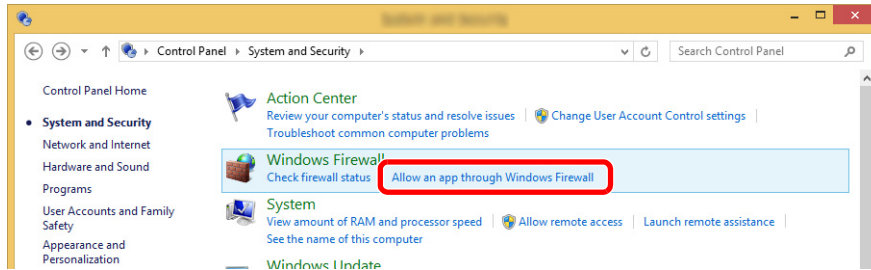 System and Security
Control Panel ▸ System and Security ▸
Search Control Panel
Control Panel Home
System and Security
Network and Internet
Hardware and Sound
Programs
User Accounts and Family
Safety
Appearance and
Personalization
Action Center
Review your computer's status and resolve issues | Change User Account Control settings |
Troubleshoot common computer problems
Windows Firewall
Check firewall status | Allow an app through Windows Firewall
System
View amount of RAM and processor speed | Allow remote access | Launch remote assistance |
See the name of this computer
Windows Update